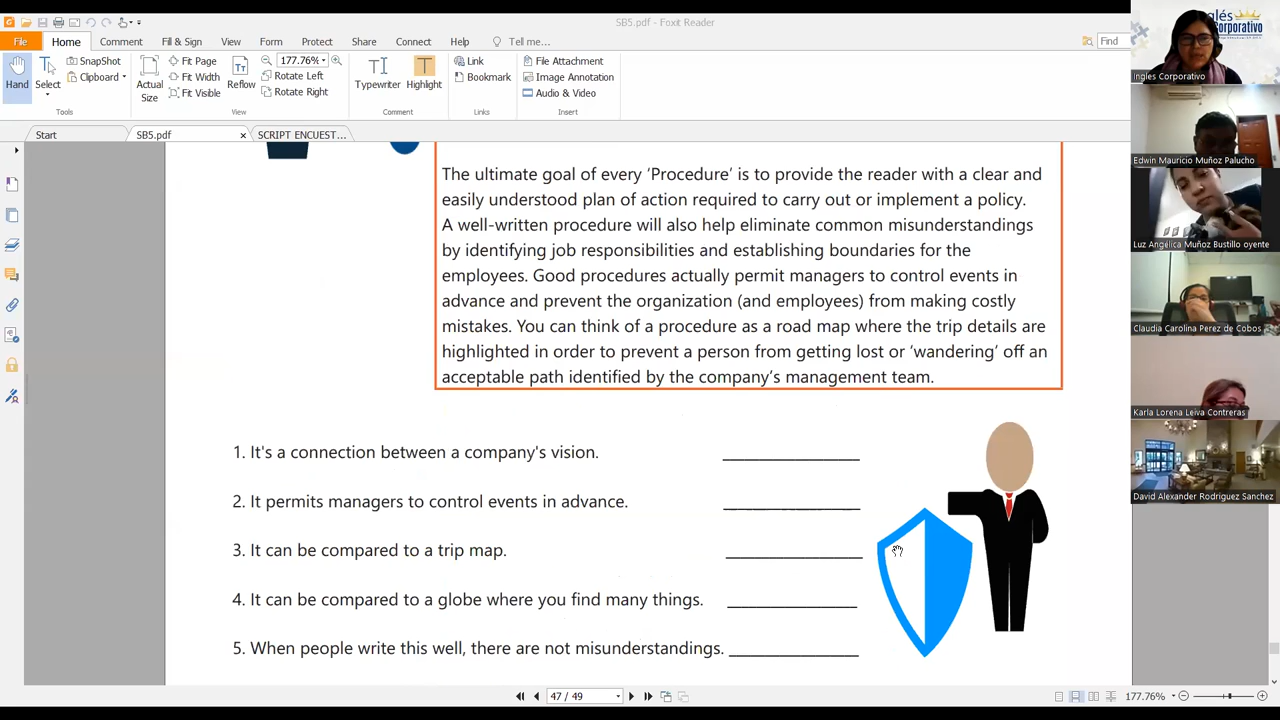 SB5.pdf - Foxit Reader
File Home Comment Fill & Sign View Form Protect Share Connect Help Tell me... Find
Hand
Select
SnapShot
Clipboard
Actual Size
Fit Page
Fit Width
Fit Visible
Reflow
177.76%
Rotate Left
Rotate Right
Typewriter
Highlight
Link
Bookmark
File Attachment
Image Annotation
Audio & Video
Tools View Comment Links Insert
Start SB5.pdf SCRIPT ENCUEST...
The ultimate goal of every ‘Procedure’ is to provide the reader with a clear and
easily understood plan of action required to carry out or implement a policy.
A well-written procedure will also help eliminate common misunderstandings
by identifying job responsibilities and establishing boundaries for the
employees. Good procedures actually permit managers to control events in
advance and prevent the organization (and employees) from making costly
mistakes. You can think of a procedure as a road map where the trip details are
highlighted in order to prevent a person from getting lost or ‘wandering’ off an
acceptable path identified by the company’s management team.
1. It's a connection between a company's vision.
2. It permits managers to control events in advance.
3. It can be compared to a trip map.
4. It can be compared to a globe where you find many things.
5. When people write this well, there are not misunderstandings.
47 / 49
177.76%
Ingles Corporativo
Edwin Mauricio Muñoz Palucho
Luz Angélica Muñoz Bustillo oyente
Claudia Carolina Perez de Cobos
Karla Lorena Leiva Contreras
David Alexander Rodriguez Sanchez